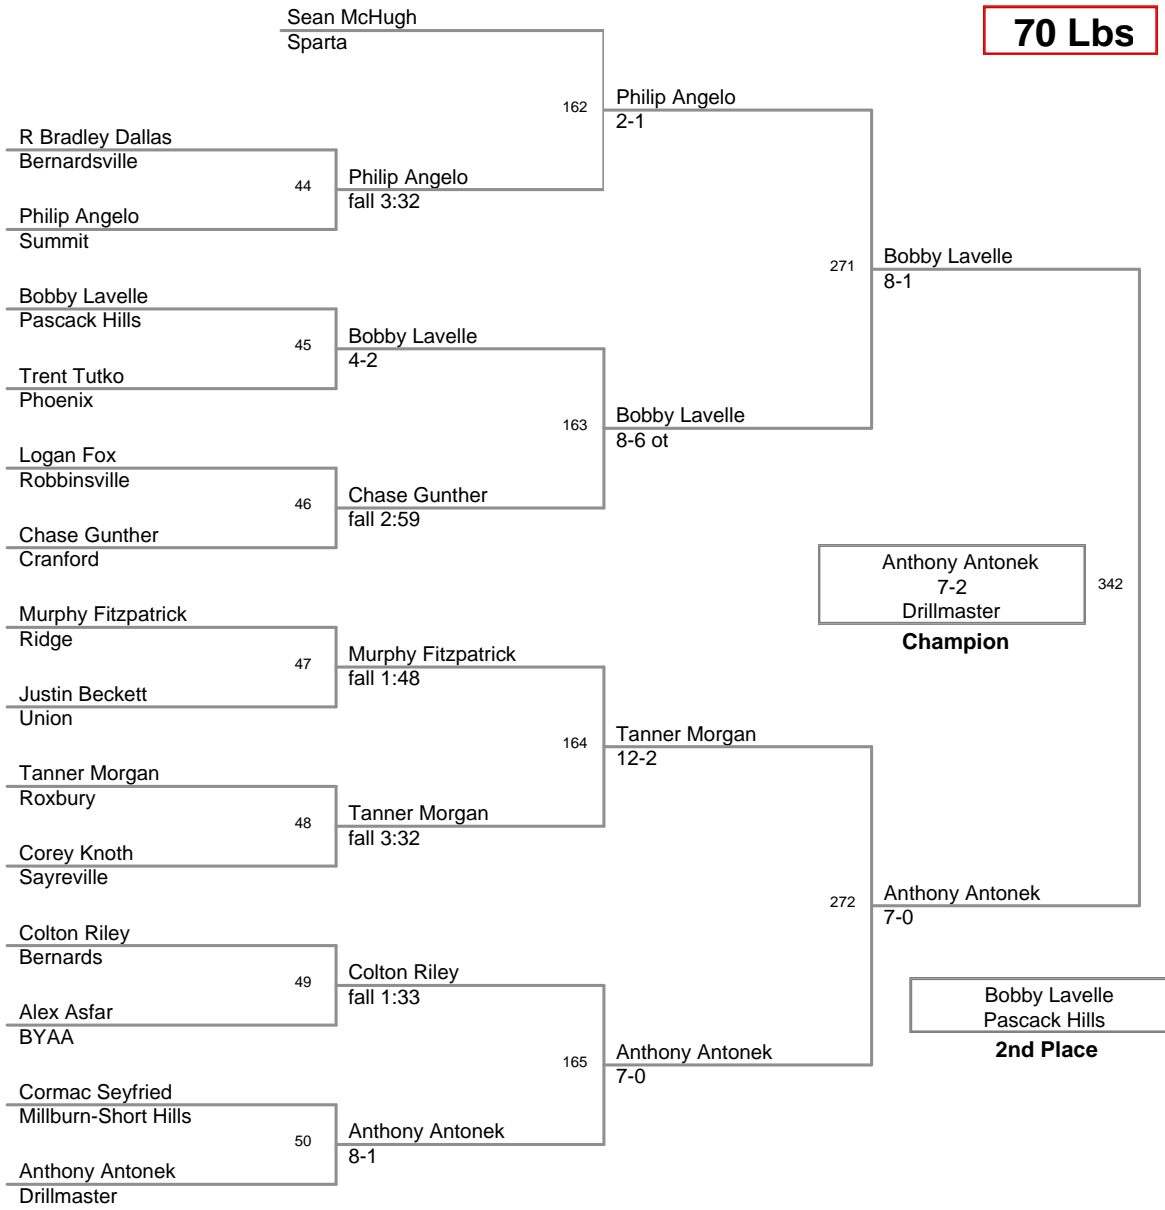 Sean McHugh
Sparta
70 Lbs
162
Philip Angelo
2-1
R Bradley Dallas
Bernardsville
44
Philip Angelo
fall 3:32
Philip Angelo
Summit
271
Bobby Lavelle
8-1
Bobby Lavelle
Pascack Hills
45
Bobby Lavelle
4-2
Trent Tutko
Phoenix
163
Bobby Lavelle
8-6 ot
Logan Fox
Robbinsville
46
Chase Gunther
fall 2:59
Chase Gunther
Cranford
Anthony Antonek
7-2
Drillmaster
342
Champion
Murphy Fitzpatrick
Ridge
47
Murphy Fitzpatrick
fall 1:48
Justin Beckett
Union
164
Tanner Morgan
12-2
Tanner Morgan
Roxbury
48
Tanner Morgan
fall 3:32
Corey Knoth
Sayreville
272
Anthony Antonek
7-0
Colton Riley
Bernards
49
Colton Riley
fall 1:33
Alex Asfar
BYAA
Bobby Lavelle
Pascack Hills
2nd Place
165
Anthony Antonek
7-0
Cormac Seyfried
Millburn-Short Hills
50
Anthony Antonek
8-1
Anthony Antonek
Drillmaster